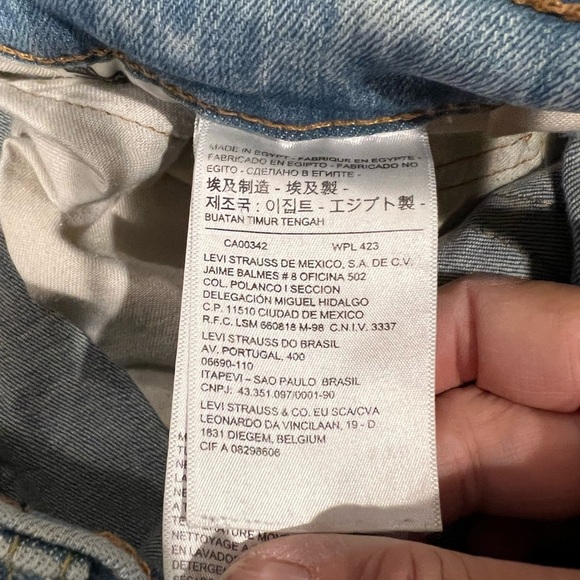 MADE IN EGYPT - FABRIQUE EN EGYPTE -
FABRICADO EN EGIPTO - FABRICADO NO
EGITO - СДЕЛАНО В ЕГИПТЕ -
埃及制造 - 埃及製 -
제조국 : 이집트 - エジプト製 -
BUATAN TIMUR TENGAH
CA00342 WPL 423
LEVI STRAUSS DE MEXICO, S.A. DE C.V.
JAIME BALMES # 8 OFICINA 502
COL. POLANCO I SECCION
DELEGACIÓN MIGUEL HIDALGO
C.P. 11510 CIUDAD DE MEXICO
R.F.C. LSM 660818 M-98 C.N.I.V. 3337
LEVI STRAUSS DO BRASIL
AV. PORTUGAL, 400
06690-110
ITAPEVI – SAO PAULO BRASIL
CNPJ: 43.351.097/0001-90
LEVI STRAUSS & CO. EU SCA/CVA
LEONARDO DA VINCILAAN, 19 - D
1831 DIEGEM, BELGIUM
CIF A 08298606
NETTOYAGE A
EN LAVADO